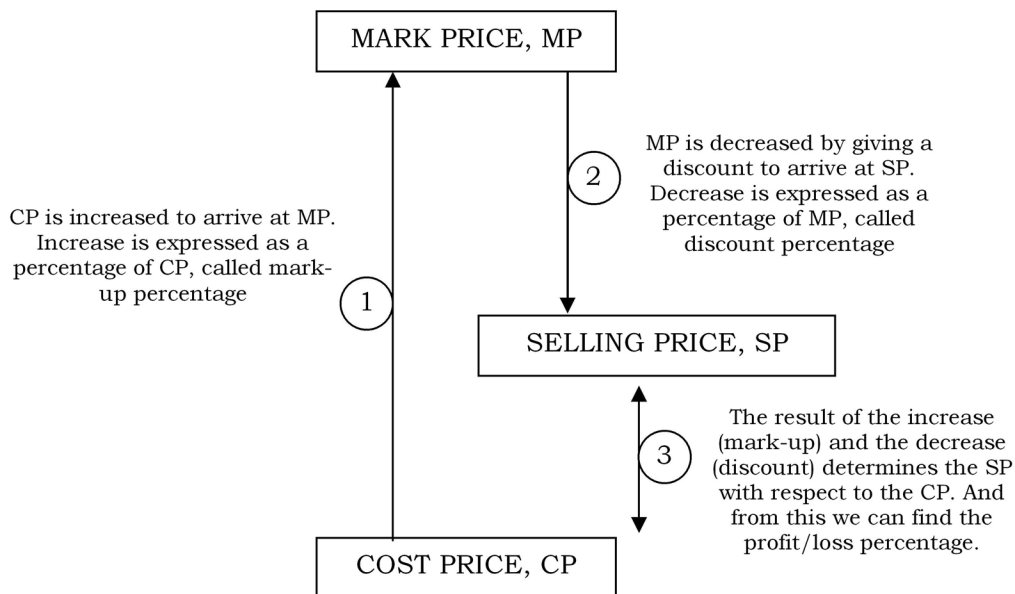 MARK PRICE, MP
MP is decreased by giving a
discount to arrive at SP.
Decrease is expressed as a
percentage of MP, called
discount percentage
2
CP is increased to arrive at MP.
Increase is expressed as a
percentage of CP, called mark-
up percentage
1
SELLING PRICE, SP
The result of the increase
(mark-up) and the decrease
(discount) determines the SP
with respect to the CP. And
from this we can find the
profit/loss percentage.
3
COST PRICE, CP